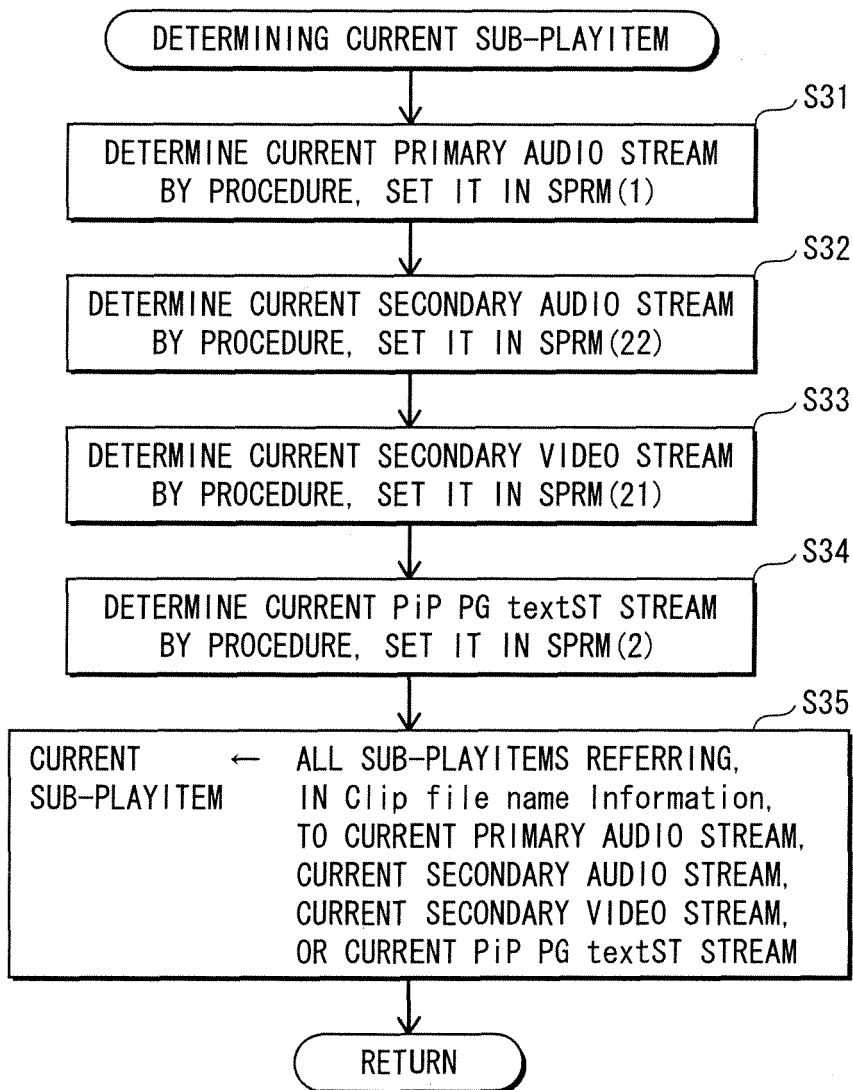 DETERMINING CURRENT SUB-PLAYITEM
S31
DETERMINE CURRENT PRIMARY AUDIO STREAM
BY PROCEDURE, SET IT IN SPRM(1)
S32
DETERMINE CURRENT SECONDARY AUDIO STREAM
BY PROCEDURE, SET IT IN SPRM(22)
S33
DETERMINE CURRENT SECONDARY VIDEO STREAM
BY PROCEDURE, SET IT IN SPRM(21)
S34
DETERMINE CURRENT PiP PG textST STREAM
BY PROCEDURE, SET IT IN SPRM(2)
S35
CURRENT ← ALL SUB-PLAYITEMS REFERRING,
SUB-PLAYITEM IN Clip file name Information,
TO CURRENT PRIMARY AUDIO STREAM,
CURRENT SECONDARY AUDIO STREAM,
CURRENT SECONDARY VIDEO STREAM,
OR CURRENT PiP PG textST STREAM
RETURN